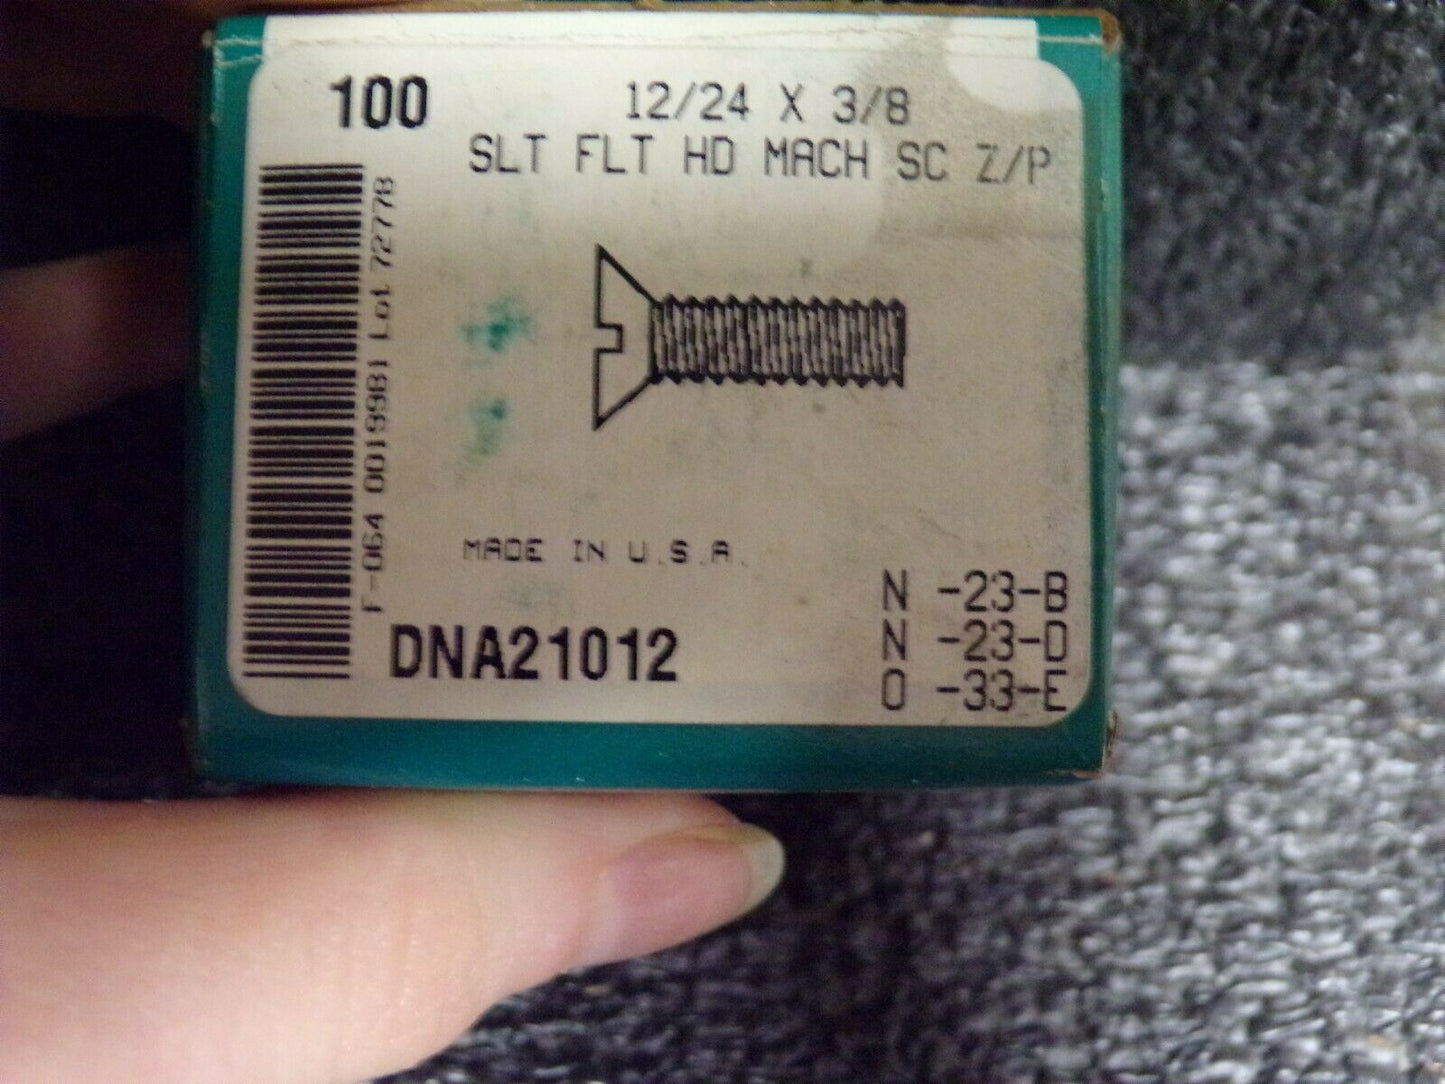 100
12/24 X 3/8
SLT FLT HD MACH SC Z/P
F-064 0019981 Lot 72778
MADE IN U.S.A.
DNA21012
N -23-B
N -23-D
O -33-E